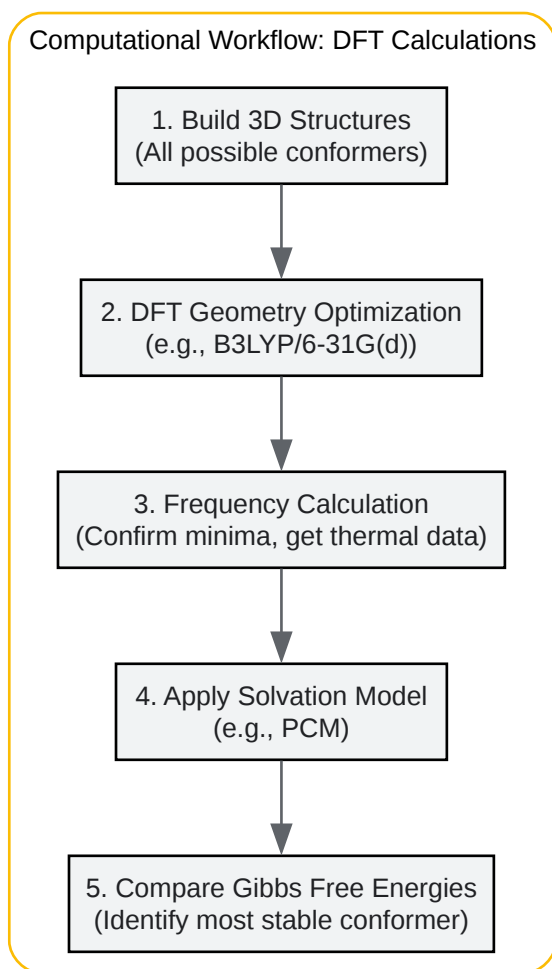 Computational Workflow: DFT Calculations
1. Build 3D Structures
(All possible conformers)
2. DFT Geometry Optimization
(e.g., B3LYP/6-31G(d))
3. Frequency Calculation
(Confirm minima, get thermal data)
4. Apply Solvation Model
(e.g., PCM)
5. Compare Gibbs Free Energies
(Identify most stable conformer)